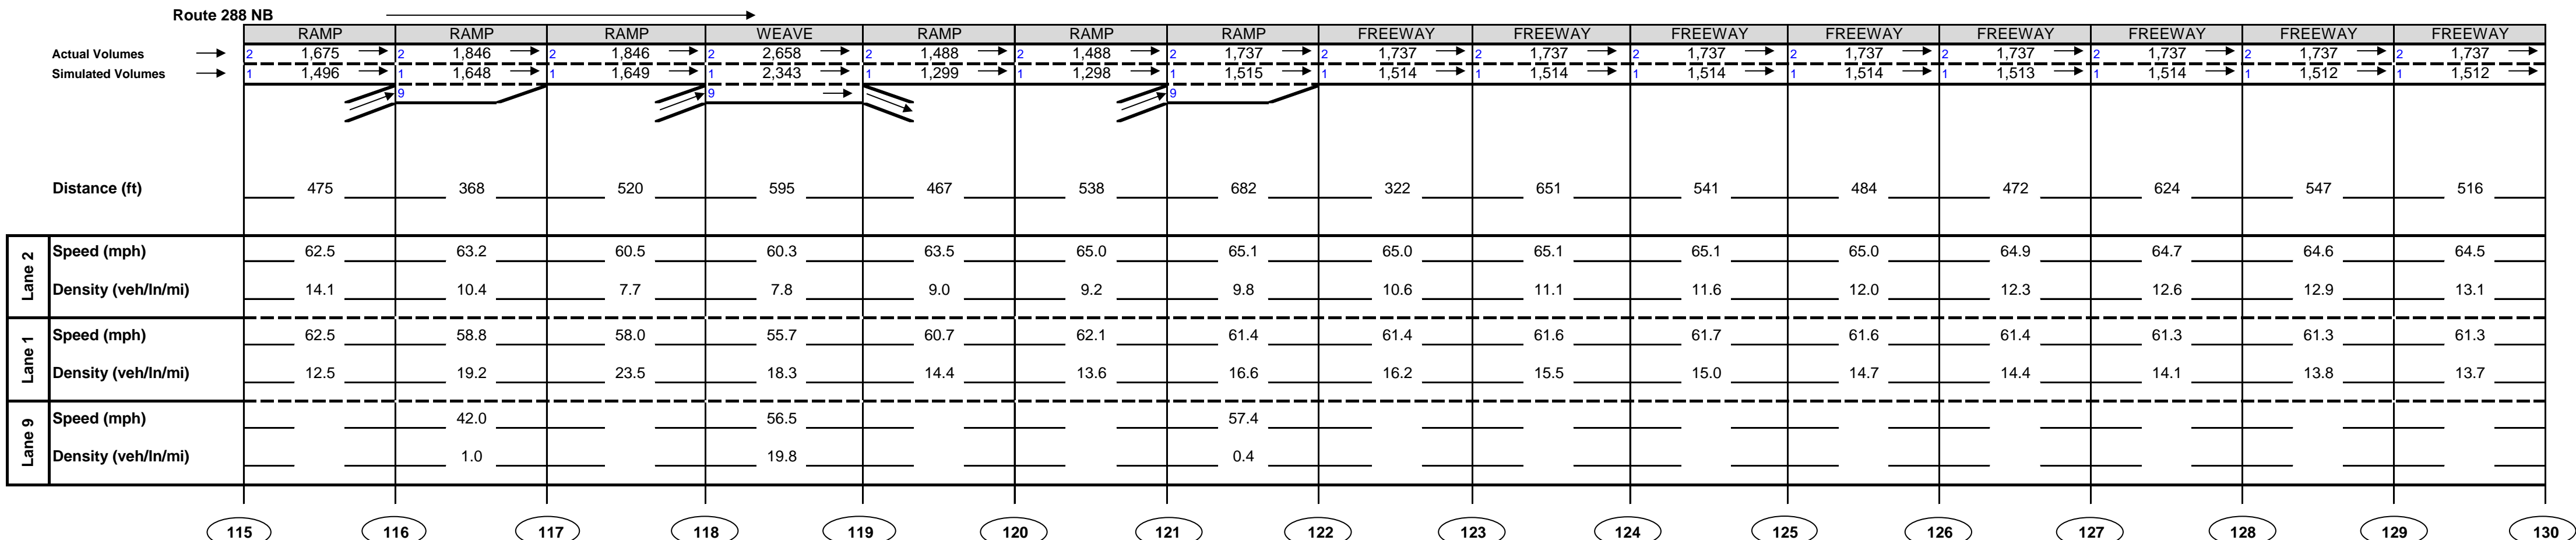 Route 288 NB
RAMP RAMP RAMP WEAVE RAMP RAMP RAMP FREEWAY FREEWAY FREEWAY FREEWAY FREEWAY FREEWAY FREEWAY FREEWAY
Actual Volumes 2 1,675 2 1,846 2 1,846 2 2,658 2 1,488 2 1,488 2 1,737 2 1,737 2 1,737 2 1,737 2 1,737 2 1,737 2 1,737 2 1,737 2 1,737
Simulated Volumes 1 1,496 1 1,648 1 1,649 1 2,343 1 1,299 1 1,298 1 1,515 1 1,514 1 1,514 1 1,514 1 1,514 1 1,513 1 1,514 1 1,512 1 1,512
9 9 9
Distance (ft) 475 368 520 595 467 538 682 322 651 541 484 472 624 547 516
Lane 2
Speed (mph) 62.5 63.2 60.5 60.3 63.5 65.0 65.1 65.0 65.1 65.1 65.0 64.9 64.7 64.6 64.5
Density (veh/ln/mi) 14.1 10.4 7.7 7.8 9.0 9.2 9.8 10.6 11.1 11.6 12.0 12.3 12.6 12.9 13.1
Lane 1
Speed (mph) 62.5 58.8 58.0 55.7 60.7 62.1 61.4 61.4 61.6 61.7 61.6 61.4 61.3 61.3 61.3
Density (veh/ln/mi) 12.5 19.2 23.5 18.3 14.4 13.6 16.6 16.2 15.5 15.0 14.7 14.4 14.1 13.8 13.7
Lane 9
Speed (mph) 42.0 56.5 57.4
Density (veh/ln/mi) 1.0 19.8 0.4
115 116 117 118 119 120 121 122 123 124 125 126 127 128 129 130